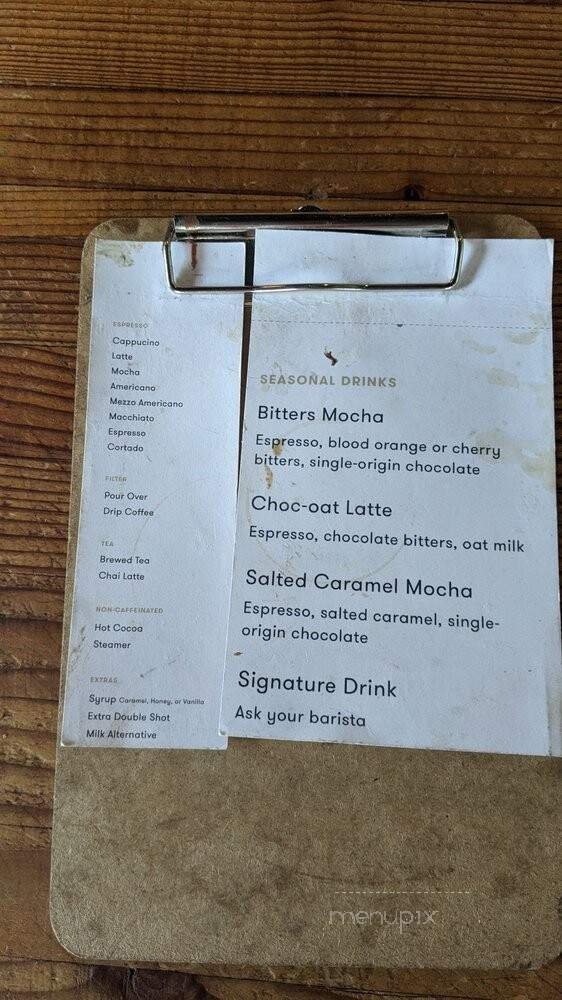 ESPRESSO
Cappucino
Latte
Mocha
Americano
Mezzo Americano
Macchiato
Espresso
Cortado
FILTER
Pour Over
Drip Coffee
TEA
Brewed Tea
Chai Latte
NON-CAFFEINATED
Hot Cocoa
Steamer
EXTRAS
Syrup Caramel, Honey, or Vanilla
Extra Double Shot
Milk Alternative
SEASONAL DRINKS
Bitters Mocha
Espresso, blood orange or cherry
bitters, single-origin chocolate
Choc-oat Latte
Espresso, chocolate bitters, oat milk
Salted Caramel Mocha
Espresso, salted caramel, single-
origin chocolate
Signature Drink
Ask your barista
menupix